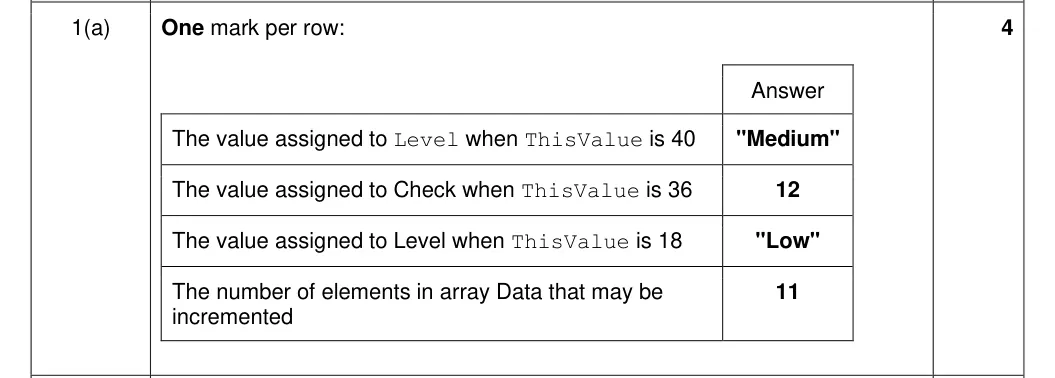 1(a) One mark per row: 4
Answer
The value assigned to Level when ThisValue is 40 "Medium"
The value assigned to Check when ThisValue is 36 12
The value assigned to Level when ThisValue is 18 "Low"
The number of elements in array Data that may be 11
incremented